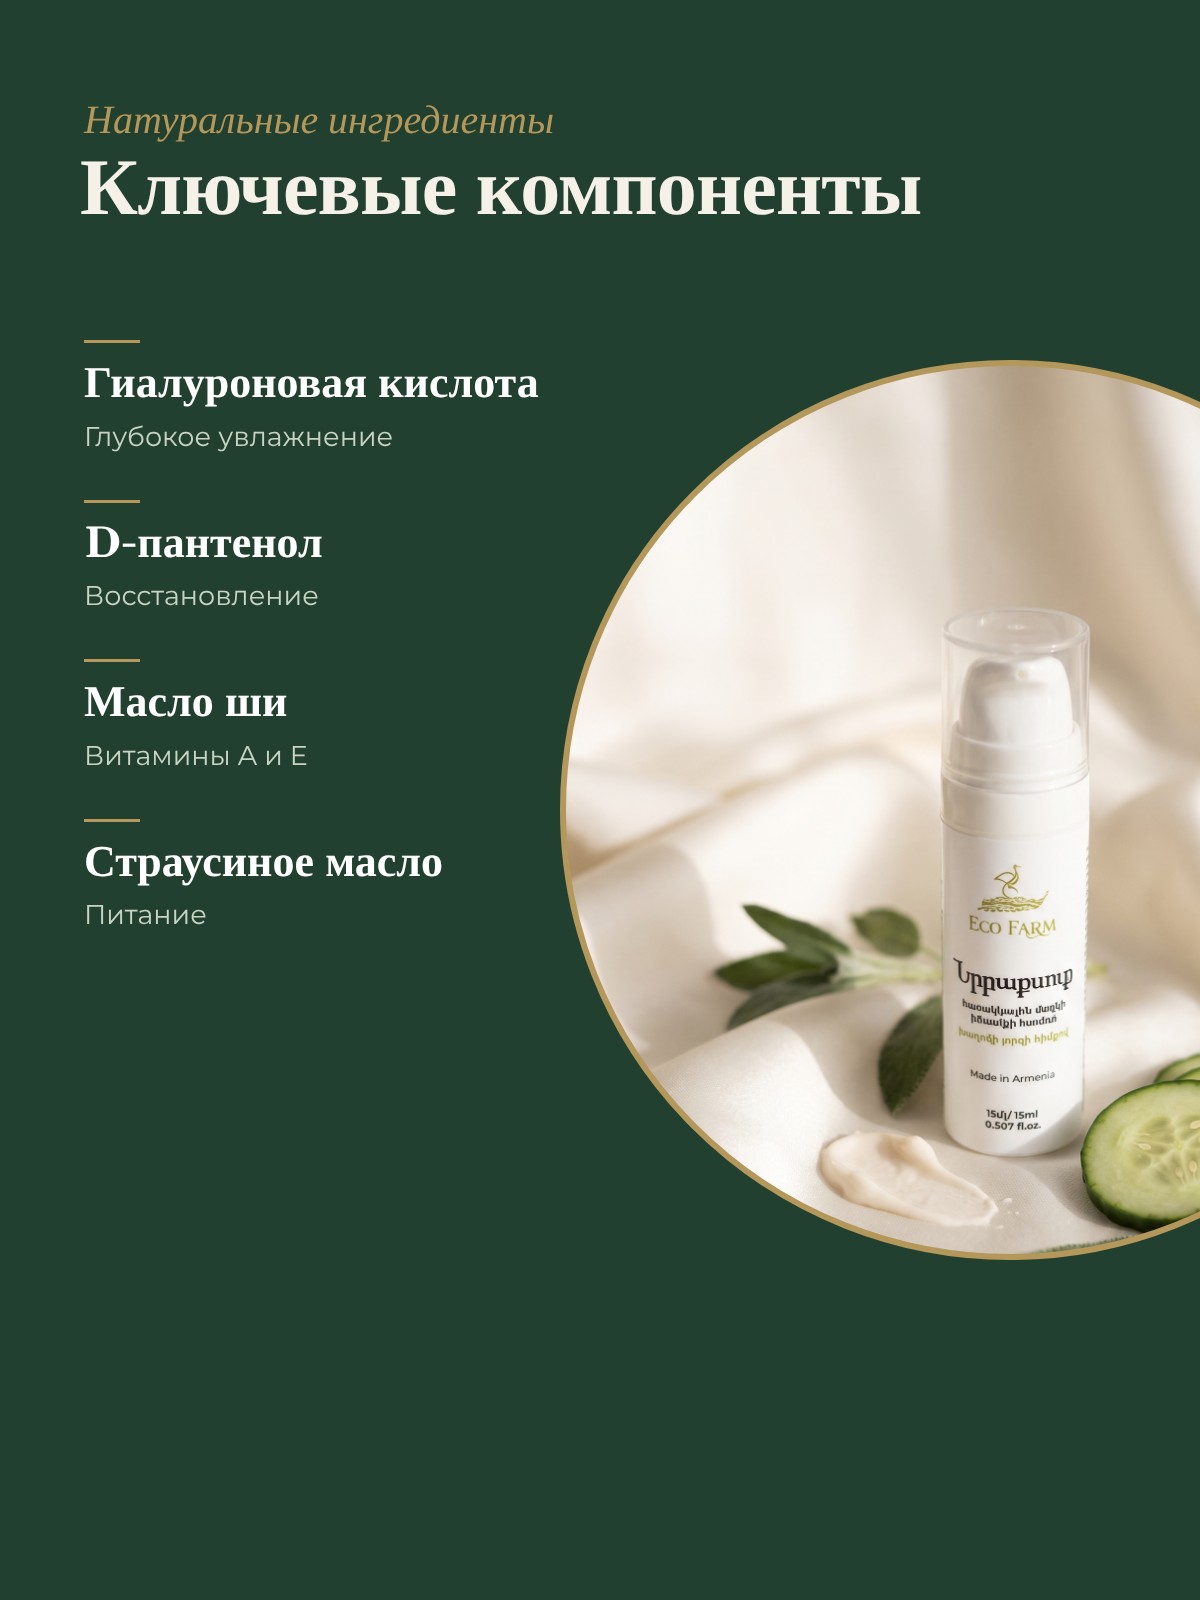 Натуральные ингредиенты
Ключевые компоненты
Гиалуроновая кислота
Глубокое увлажнение
D-пантенол
Восстановление
Масло ши
Витамины A и E
Страусиное масло
Питание
ECO FARM
Made in Armenia
15մլ/ 15ml
0.507 fl.oz.